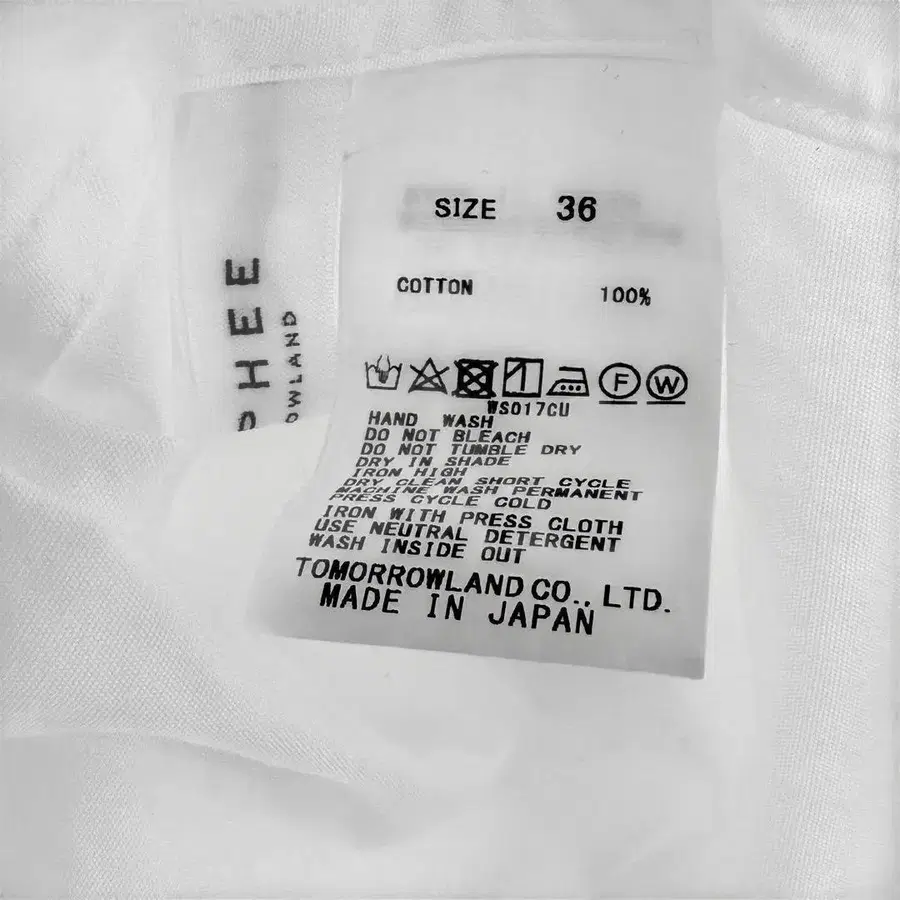 PHEE
OWLAND
SIZE 36
COTTON 100%
F W
WS017CU
HAND WASH
DO NOT BLEACH
DO NOT TUMBLE DRY
DRY IN SHADE
IRON HIGH
DRY CLEAN SHORT CYCLE
MACHINE WASH PERMANENT
PRESS CYCLE COLD
IRON WITH PRESS CLOTH
USE NEUTRAL DETERGENT
WASH INSIDE OUT
TOMORROWLAND CO., LTD.
MADE IN JAPAN